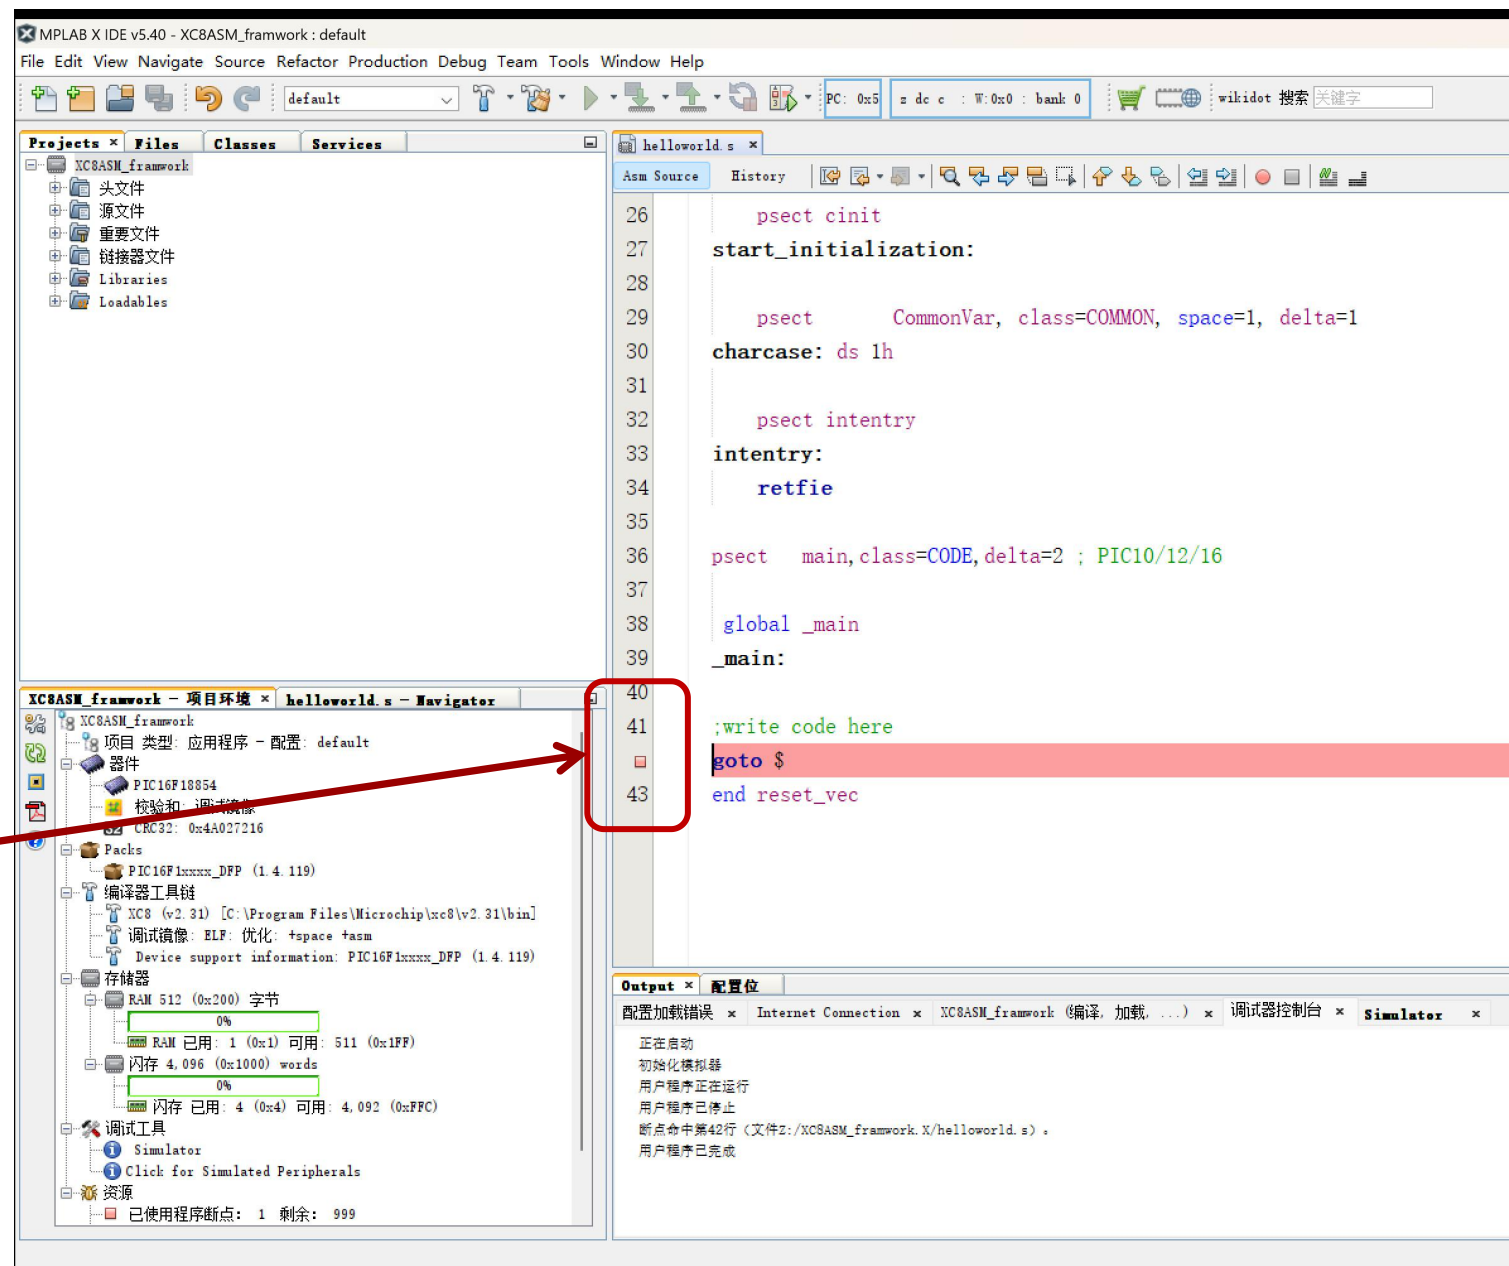 MPLAB X IDE v5.40 - XC8ASM_framwork : default
File Edit View Navigate Source Refactor Production Debug Team Tools Window Help
default
PC: 0x5
z dc c : W:0x0 : bank 0
wikidot 搜索 关键字
Projects × Files Classes Services
XC8ASM_framwork
头文件
源文件
重要文件
链接器文件
Libraries
Loadables
helloworld.s ×
Asm Source History
26 psect cinit
27 start_initialization:
28
29 psect CommonVar, class=COMMON, space=1, delta=1
30 charcase: ds 1h
31
32 psect intentry
33 intentry:
34 retfie
35
36 psect main,class=CODE,delta=2 ; PIC10/12/16
37
38 global _main
39 _main:
40
41 ;write code here
goto $
43 end reset_vec
XC8ASM_framwork - 项目环境 × helloworld.s - Navigator
XC8ASM_framwork
项目 类型: 应用程序 - 配置: default
器件
PIC16F18854
校验和: 调试镜像
CRC32: 0x4A027216
Packs
PIC16F1xxxx_DFP (1.4.119)
编译器工具链
XC8 (v2.31) [C:\Program Files\Microchip\xc8\v2.31\bin]
调试镜像: ELF: 优化: +space +asm
Device support information: PIC16F1xxxx_DFP (1.4.119)
存储器
RAM 512 (0x200) 字节
0%
RAM 已用: 1 (0x1) 可用: 511 (0x1FF)
闪存 4,096 (0x1000) words
0%
闪存 已用: 4 (0x4) 可用: 4,092 (0xFFC)
调试工具
Simulator
Click for Simulated Peripherals
资源
已使用程序断点: 1 剩余: 999
Output × 配置位
配置加载错误 × Internet Connection × XC8ASM_framwork (编译, 加载, ...) × 调试器控制台 × Simulator ×
正在启动
初始化模拟器
用户程序正在运行
用户程序已停止
断点命中第42行（文件Z:/XC8ASM_framwork.X/helloworld.s）。
用户程序已完成